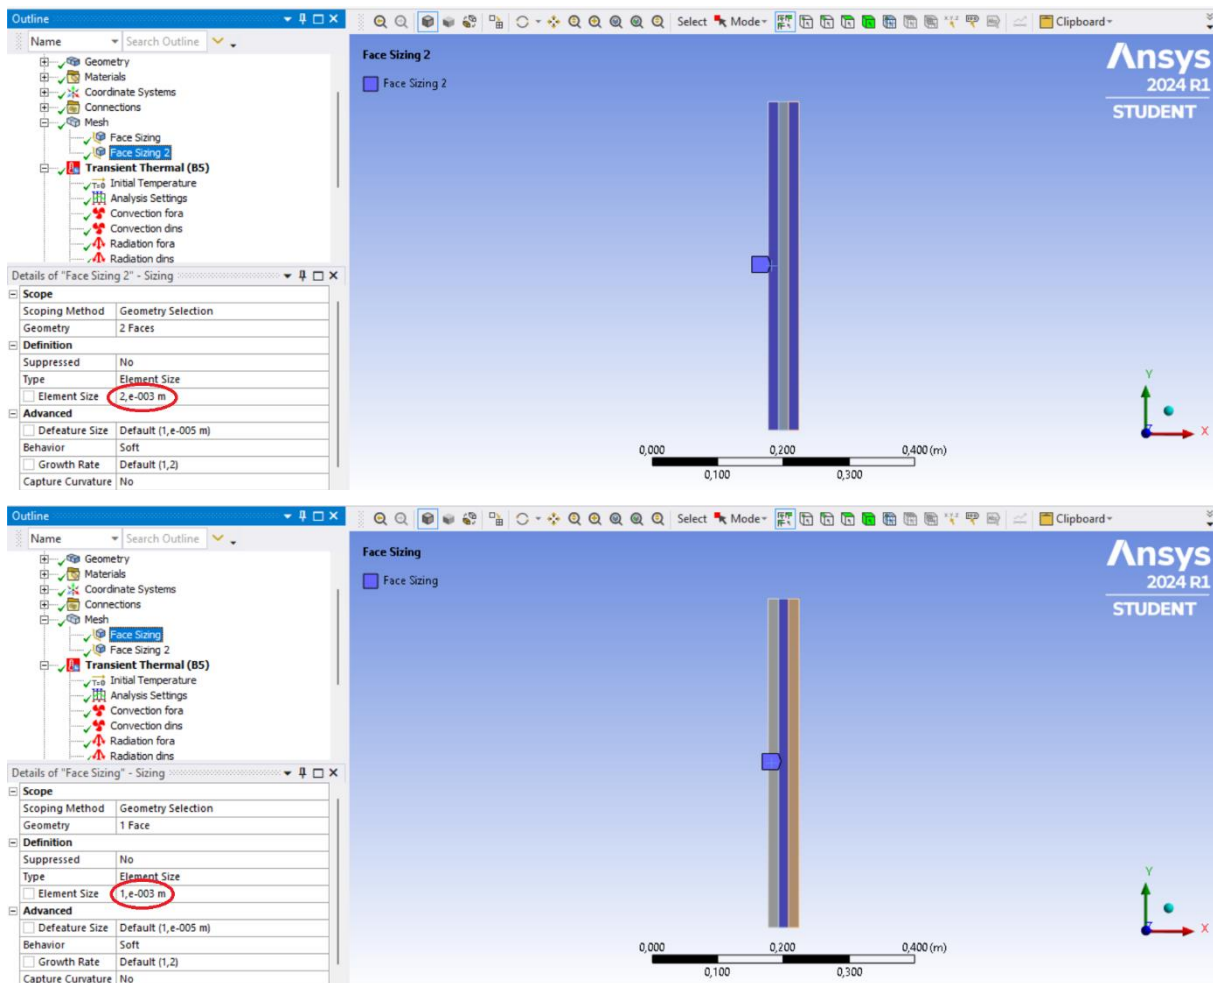 Outline
Name Search Outline
Select Mode Clipboard
Geometry
Materials
Coordinate Systems
Connections
Mesh
Face Sizing
Face Sizing 2
Transient Thermal (B5)
T=0 Initial Temperature
Analysis Settings
Convection fora
Convection dins
Radiation fora
Radiation dins
Details of "Face Sizing 2" - Sizing
Scope
Scoping Method Geometry Selection
Geometry 2 Faces
Definition
Suppressed No
Type Element Size
Element Size 2,e-003 m
Advanced
Defeature Size Default (1,e-005 m)
Behavior Soft
Growth Rate Default (1,2)
Capture Curvature No
Face Sizing 2
Face Sizing 2
Ansys
2024 R1
STUDENT
Y
X
0,000 0,200 0,400 (m)
0,100 0,300
Outline
Name Search Outline
Select Mode Clipboard
Geometry
Materials
Coordinate Systems
Connections
Mesh
Face Sizing
Face Sizing 2
Transient Thermal (B5)
T=0 Initial Temperature
Analysis Settings
Convection fora
Convection dins
Radiation fora
Radiation dins
Details of "Face Sizing" - Sizing
Scope
Scoping Method Geometry Selection
Geometry 1 Face
Definition
Suppressed No
Type Element Size
Element Size 1,e-003 m
Advanced
Defeature Size Default (1,e-005 m)
Behavior Soft
Growth Rate Default (1,2)
Capture Curvature No
Face Sizing
Face Sizing
Ansys
2024 R1
STUDENT
Y
X
0,000 0,200 0,400 (m)
0,100 0,300